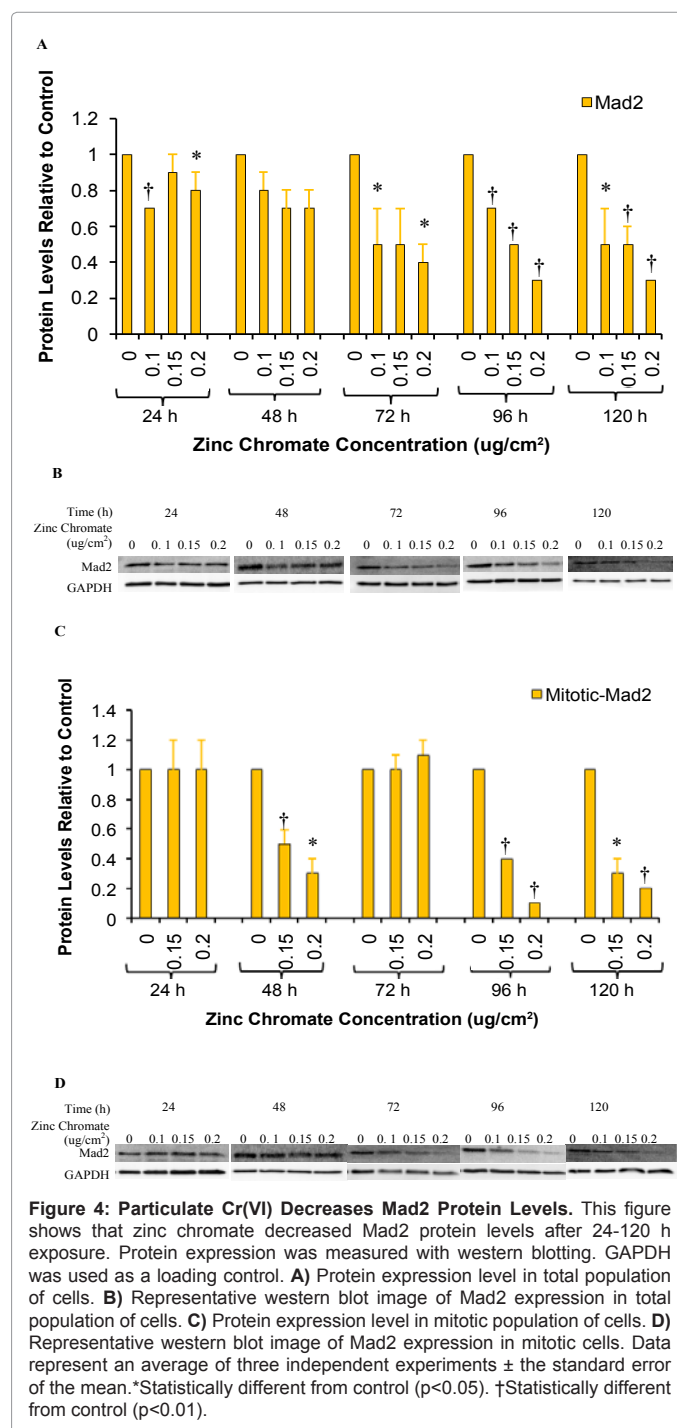 A
Mad2
Protein Levels Relative to Control
1.2
1
0.8
0.6
0.4
0.2
0
† * * * † † † * † †
0 0.1 0.15 0.2 0 0.1 0.15 0.2 0 0.1 0.15 0.2 0 0.1 0.15 0.2 0 0.1 0.15 0.2
24 h 48 h 72 h 96 h 120 h
Zinc Chromate Concentration (ug/cm²)
B
Time (h) 24 48 72 96 120
Zinc Chromate
(ug/cm²) 0 0.1 0.15 0.2 0 0.1 0.15 0.2 0 0.1 0.15 0.2 0 0.1 0.15 0.2 0 0.1 0.15 0.2
Mad2
GAPDH
C
Mitotic-Mad2
Protein Levels Relative to Control
1.4
1.2
1
0.8
0.6
0.4
0.2
0
† * † † * †
0 0.15 0.2 0 0.15 0.2 0 0.15 0.2 0 0.15 0.2 0 0.15 0.2
24 h 48 h 72 h 96 h 120 h
Zinc Chromate Concentration (ug/cm²)
D
Time (h) 24 48 72 96 120
Zinc Chromate
(ug/cm²) 0 0.1 0.15 0.2 0 0.1 0.15 0.2 0 0.1 0.15 0.2 0 0.1 0.15 0.2 0 0.1 0.15 0.2
Mad2
GAPDH
Figure 4: Particulate Cr(VI) Decreases Mad2 Protein Levels. This figure
shows that zinc chromate decreased Mad2 protein levels after 24-120 h
exposure. Protein expression was measured with western blotting. GAPDH
was used as a loading control. A) Protein expression level in total population
of cells. B) Representative western blot image of Mad2 expression in total
population of cells. C) Protein expression level in mitotic population of cells. D)
Representative western blot image of Mad2 expression in mitotic cells. Data
represent an average of three independent experiments ± the standard error
of the mean.*Statistically different from control (p<0.05). †Statistically different
from control (p<0.01).